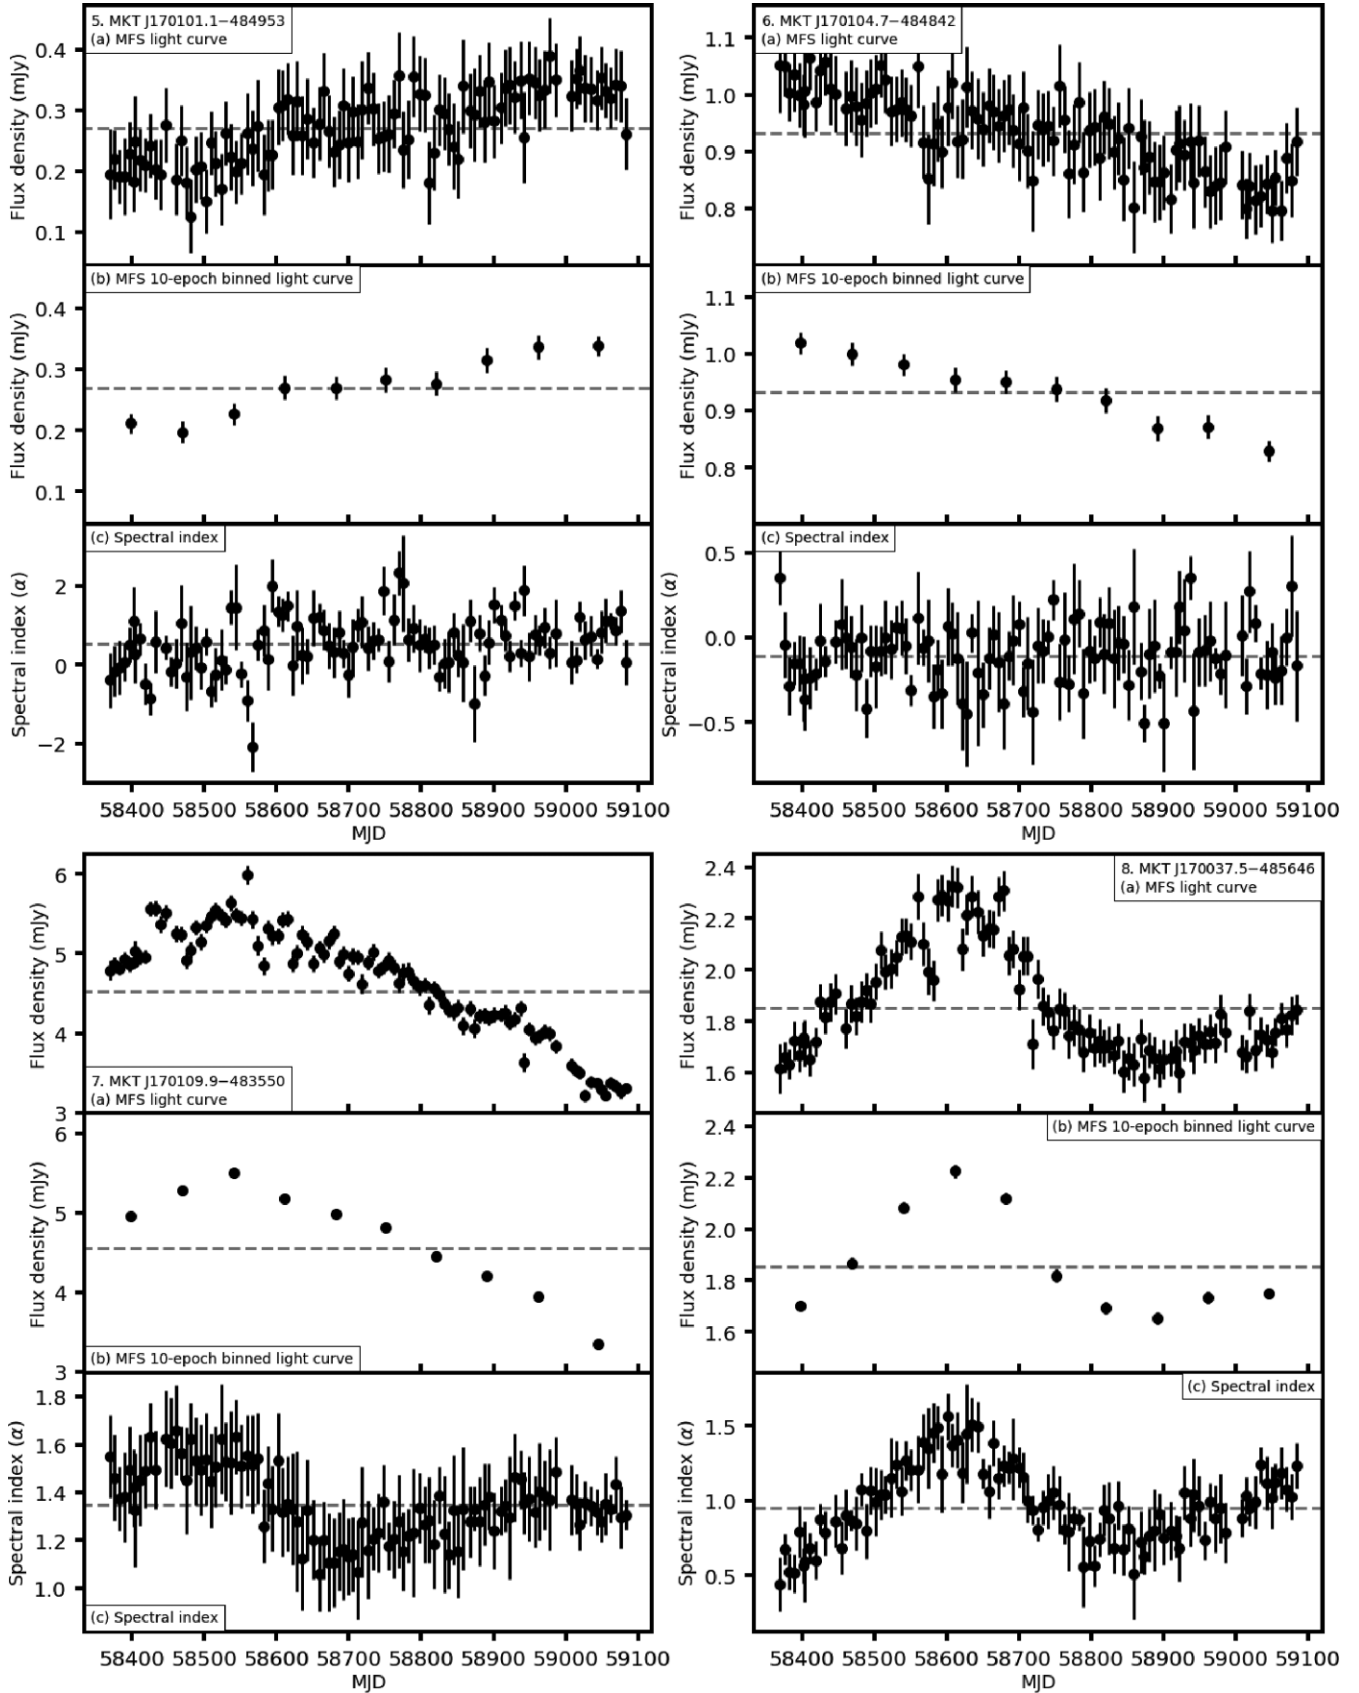 5. MKT J170101.1−484953
(a) MFS light curve
Flux density (mJy)
0.4
0.3
0.2
0.1
(b) MFS 10-epoch binned light curve
Flux density (mJy)
0.4
0.3
0.2
0.1
(c) Spectral index
Spectral index (α)
2
0
−2
58400 58500 58600 58700 58800 58900 59000 59100
MJD
6. MKT J170104.7−484842
(a) MFS light curve
Flux density (mJy)
1.1
1.0
0.9
0.8
(b) MFS 10-epoch binned light curve
Flux density (mJy)
1.1
1.0
0.9
0.8
(c) Spectral index
Spectral index (α)
0.5
0.0
−0.5
58400 58500 58600 58700 58800 58900 59000 59100
MJD
7. MKT J170109.9−483550
(a) MFS light curve
Flux density (mJy)
6
5
4
3
(b) MFS 10-epoch binned light curve
Flux density (mJy)
6
5
4
3
(c) Spectral index
Spectral index (α)
1.8
1.6
1.4
1.2
1.0
58400 58500 58600 58700 58800 58900 59000 59100
MJD
8. MKT J170037.5−485646
(a) MFS light curve
Flux density (mJy)
2.4
2.2
2.0
1.8
1.6
(b) MFS 10-epoch binned light curve
Flux density (mJy)
2.4
2.2
2.0
1.8
1.6
(c) Spectral index
Spectral index (α)
1.5
1.0
0.5
58400 58500 58600 58700 58800 58900 59000 59100
MJD